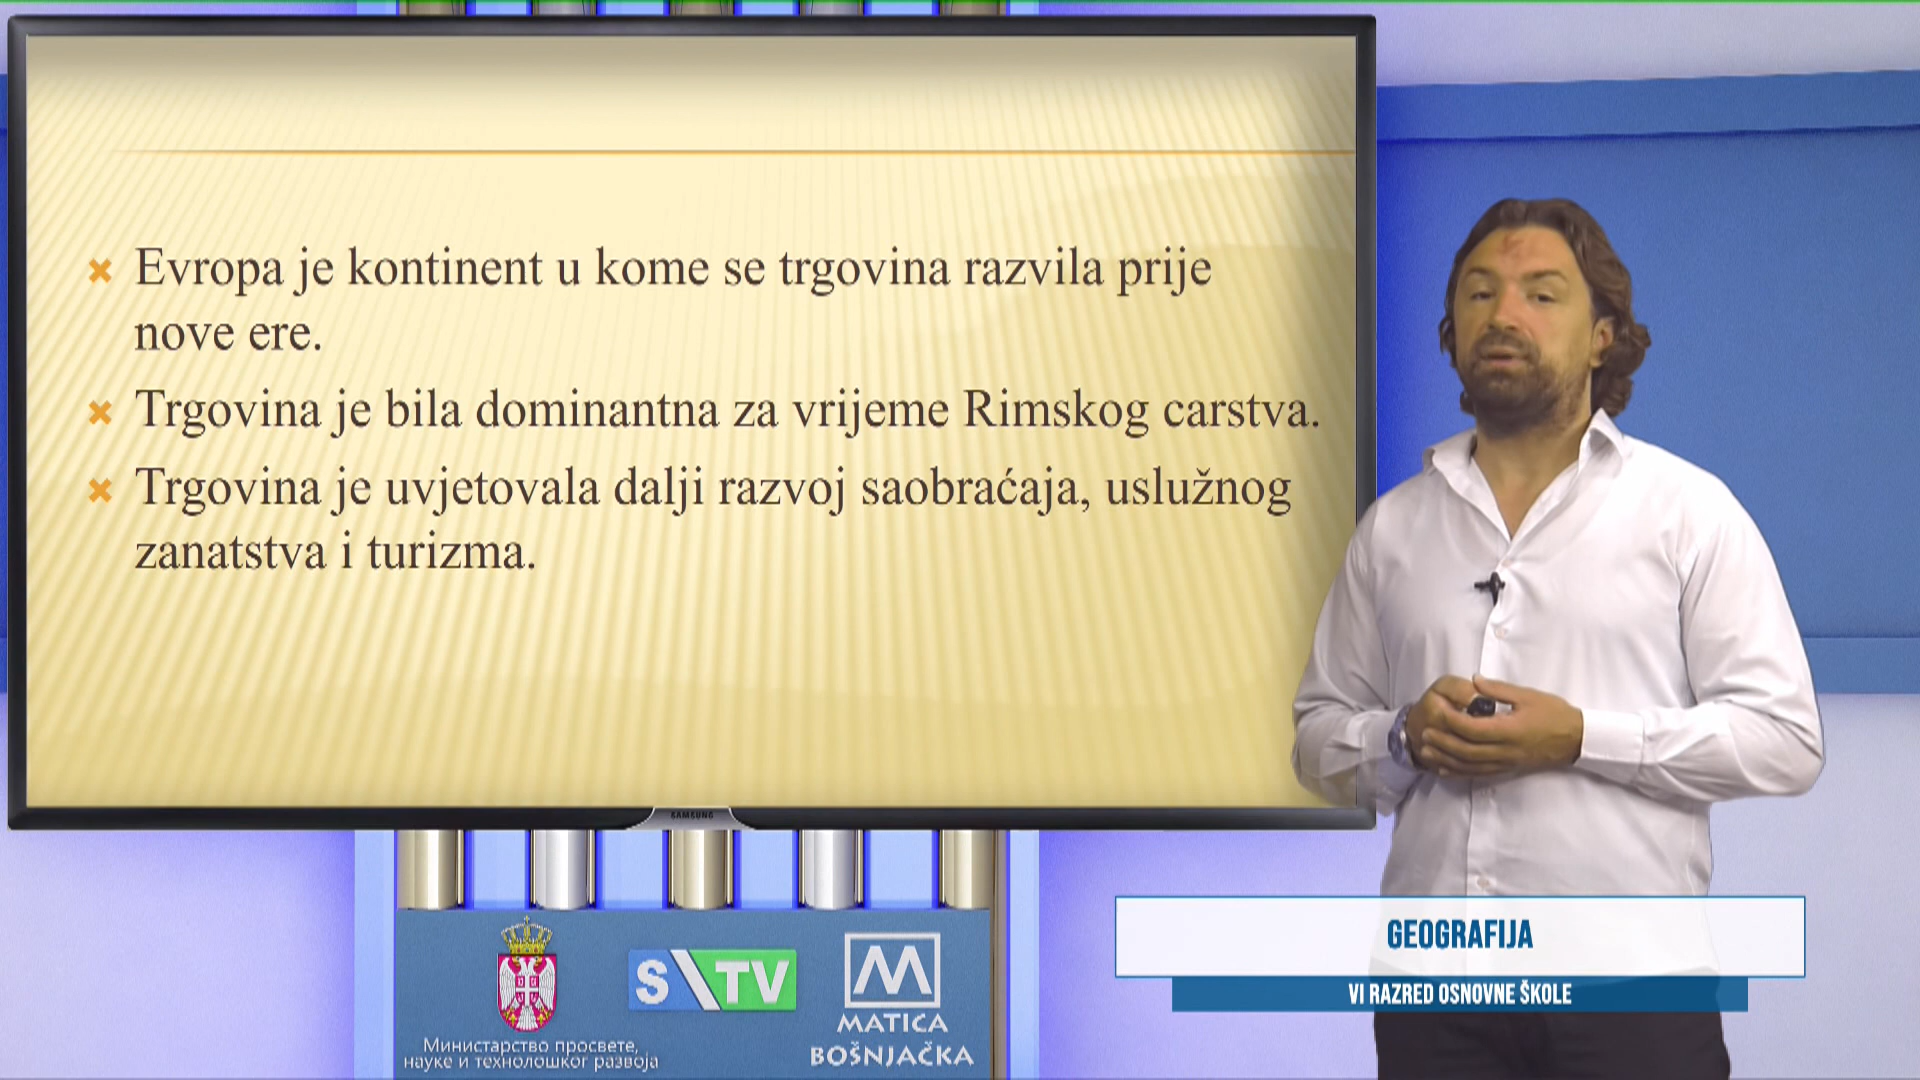 Evropa je kontinent u kome se trgovina razvila prije
nove ere.
Trgovina je bila dominantna za vrijeme Rimskog carstva.
Trgovina je uvjetovala dalji razvoj saobraćaja, uslužnog
zanatstva i turizma.
SAMSUNG
GEOGRAFIJA
VI RAZRED OSNOVNE ŠKOLE
Министарство просвете,
науке и технолошког развоја
S TV
MATICA
BOŠNJAČKA